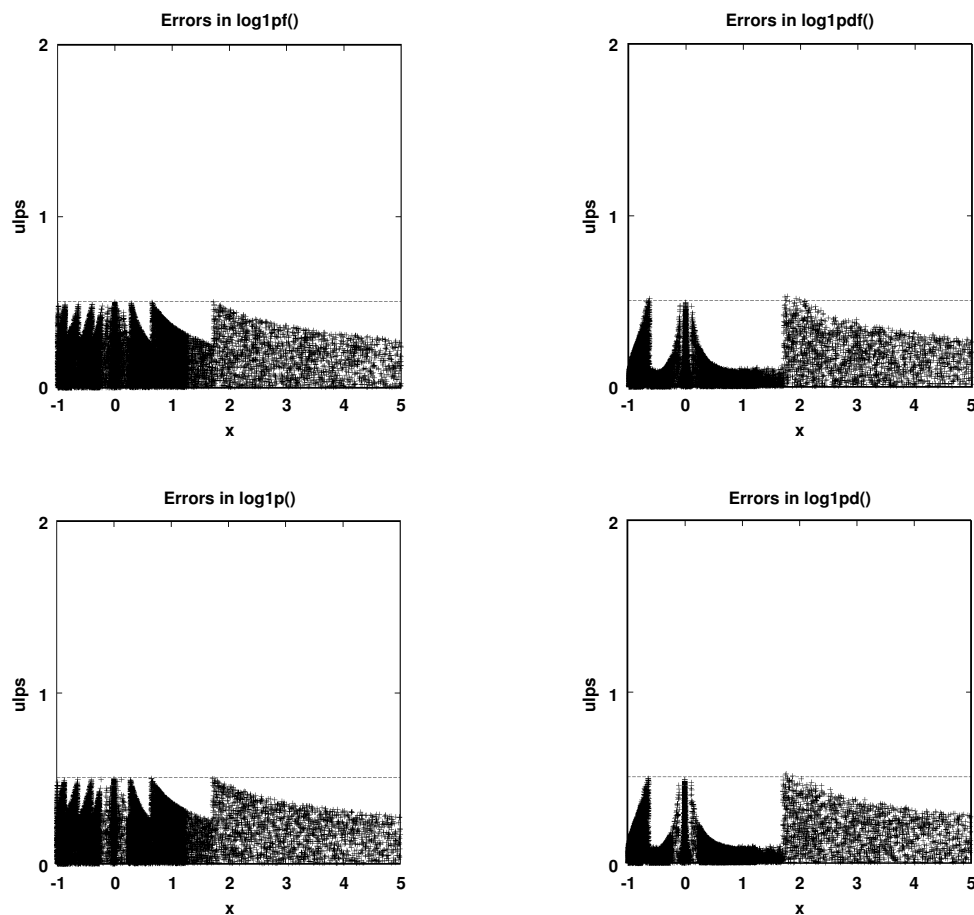 Errors in log1pf()
2
1
0
ulps
-1 0 1 2 3 4 5
x
Errors in log1pdf()
2
1
0
ulps
-1 0 1 2 3 4 5
x
Errors in log1p()
2
1
0
ulps
-1 0 1 2 3 4 5
x
Errors in log1pd()
2
1
0
ulps
-1 0 1 2 3 4 5
x